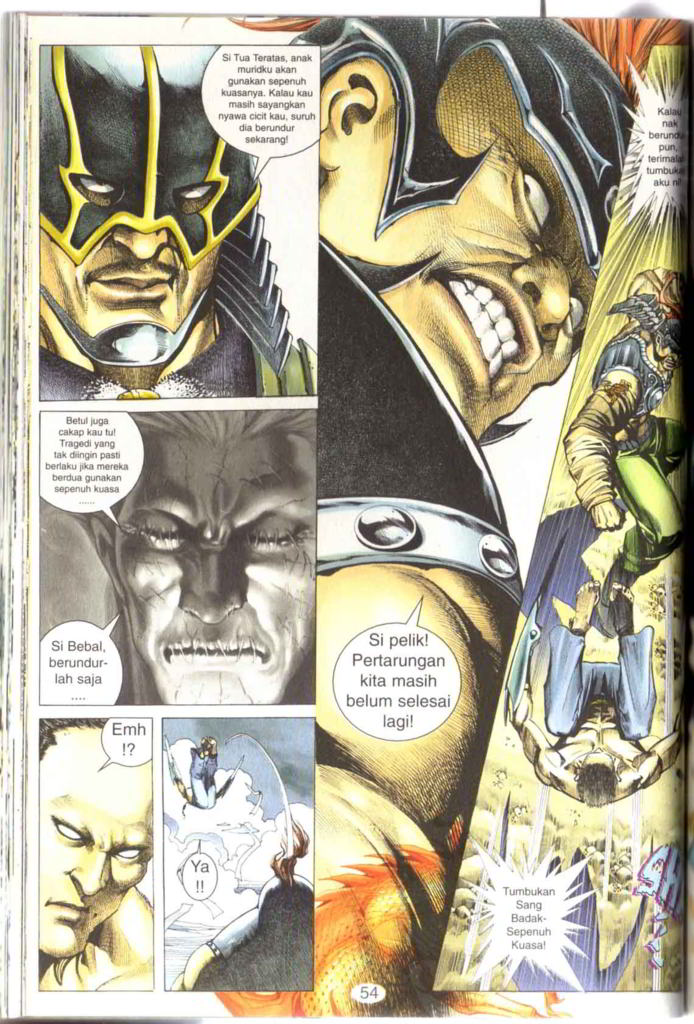 Si Tua Teratas, anak
muridku akan
gunakan sepenuh
kuasanya. Kalau kau
masih sayangkan
nyawa cicit kau, suruh
dia berundur
sekarang!
Betul juga
cakap kau tu!
Tragedi yang
tak diingin pasti
berlaku jika mereka
berdua gunakan
sepenuh kuasa
......
Si Bebal,
berundur-
lah saja
....
Emh
!?
Ya
!!
Si pelik!
Pertarungan
kita masih
belum selesai
lagi!
Kalau
nak
pun,
aku ni!
Tumbukan
Sang
Badak-
Sepenuh
Kuasa!
54